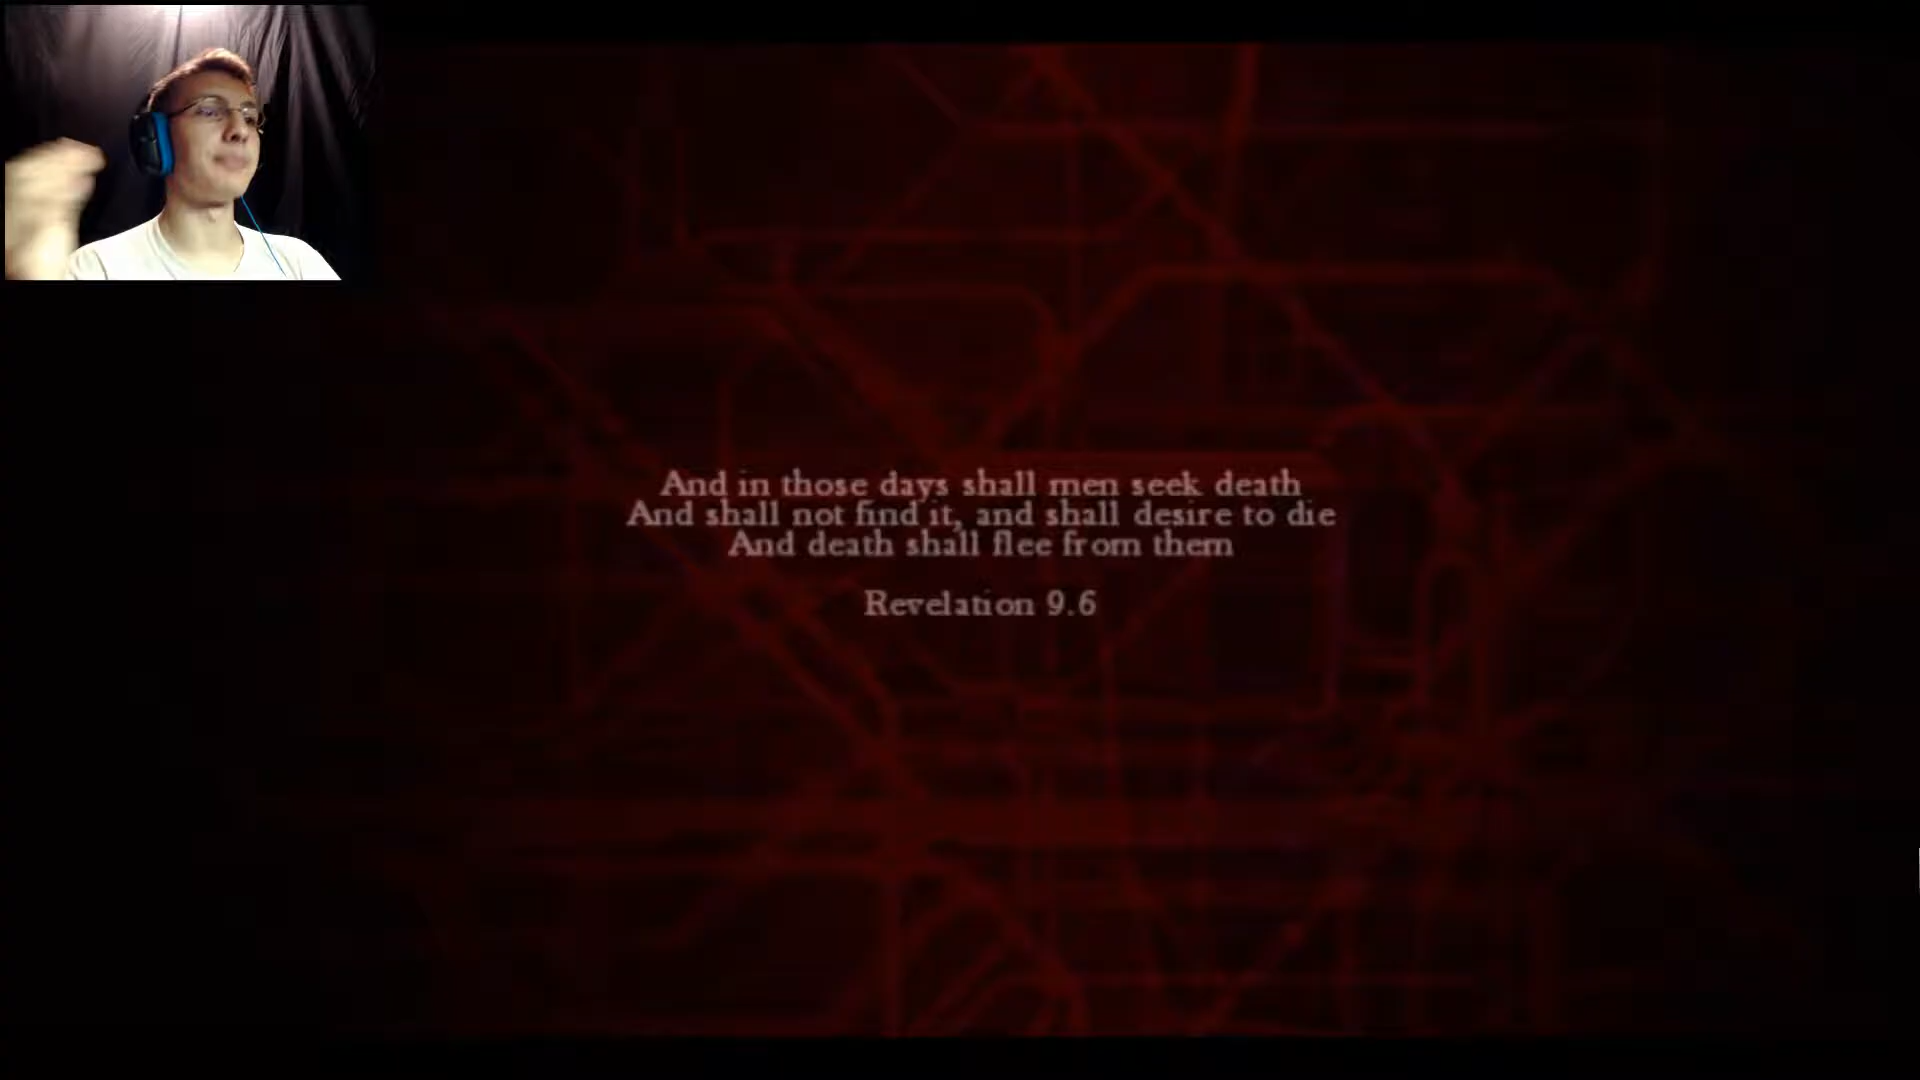 And in those days shall men seek death
And shall not find it, and shall desire to die
And death shall flee from them
Revelation 9.6